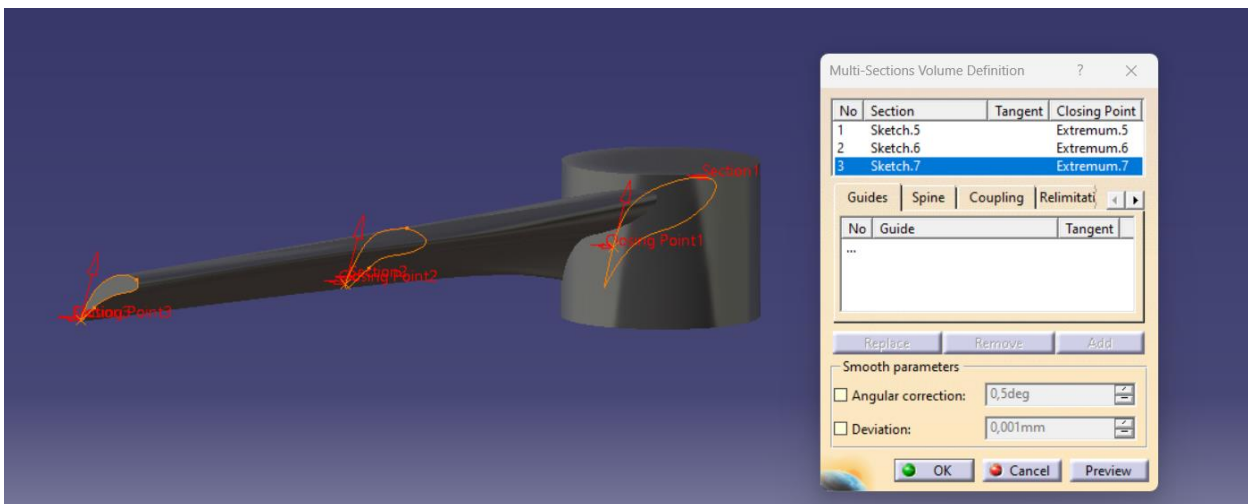 Multi-Sections Volume Definition ? ×
No Section Tangent Closing Point
1 Sketch.5 Extremum.5
2 Sketch.6 Extremum.6
3 Sketch.7 Extremum.7
Guides Spine Coupling Relimitati
No Guide Tangent
...
Replace Remove Add
Smooth parameters
Angular correction: 0,5deg
Deviation: 0,001mm
OK Cancel Preview
Section1
Closing Point1